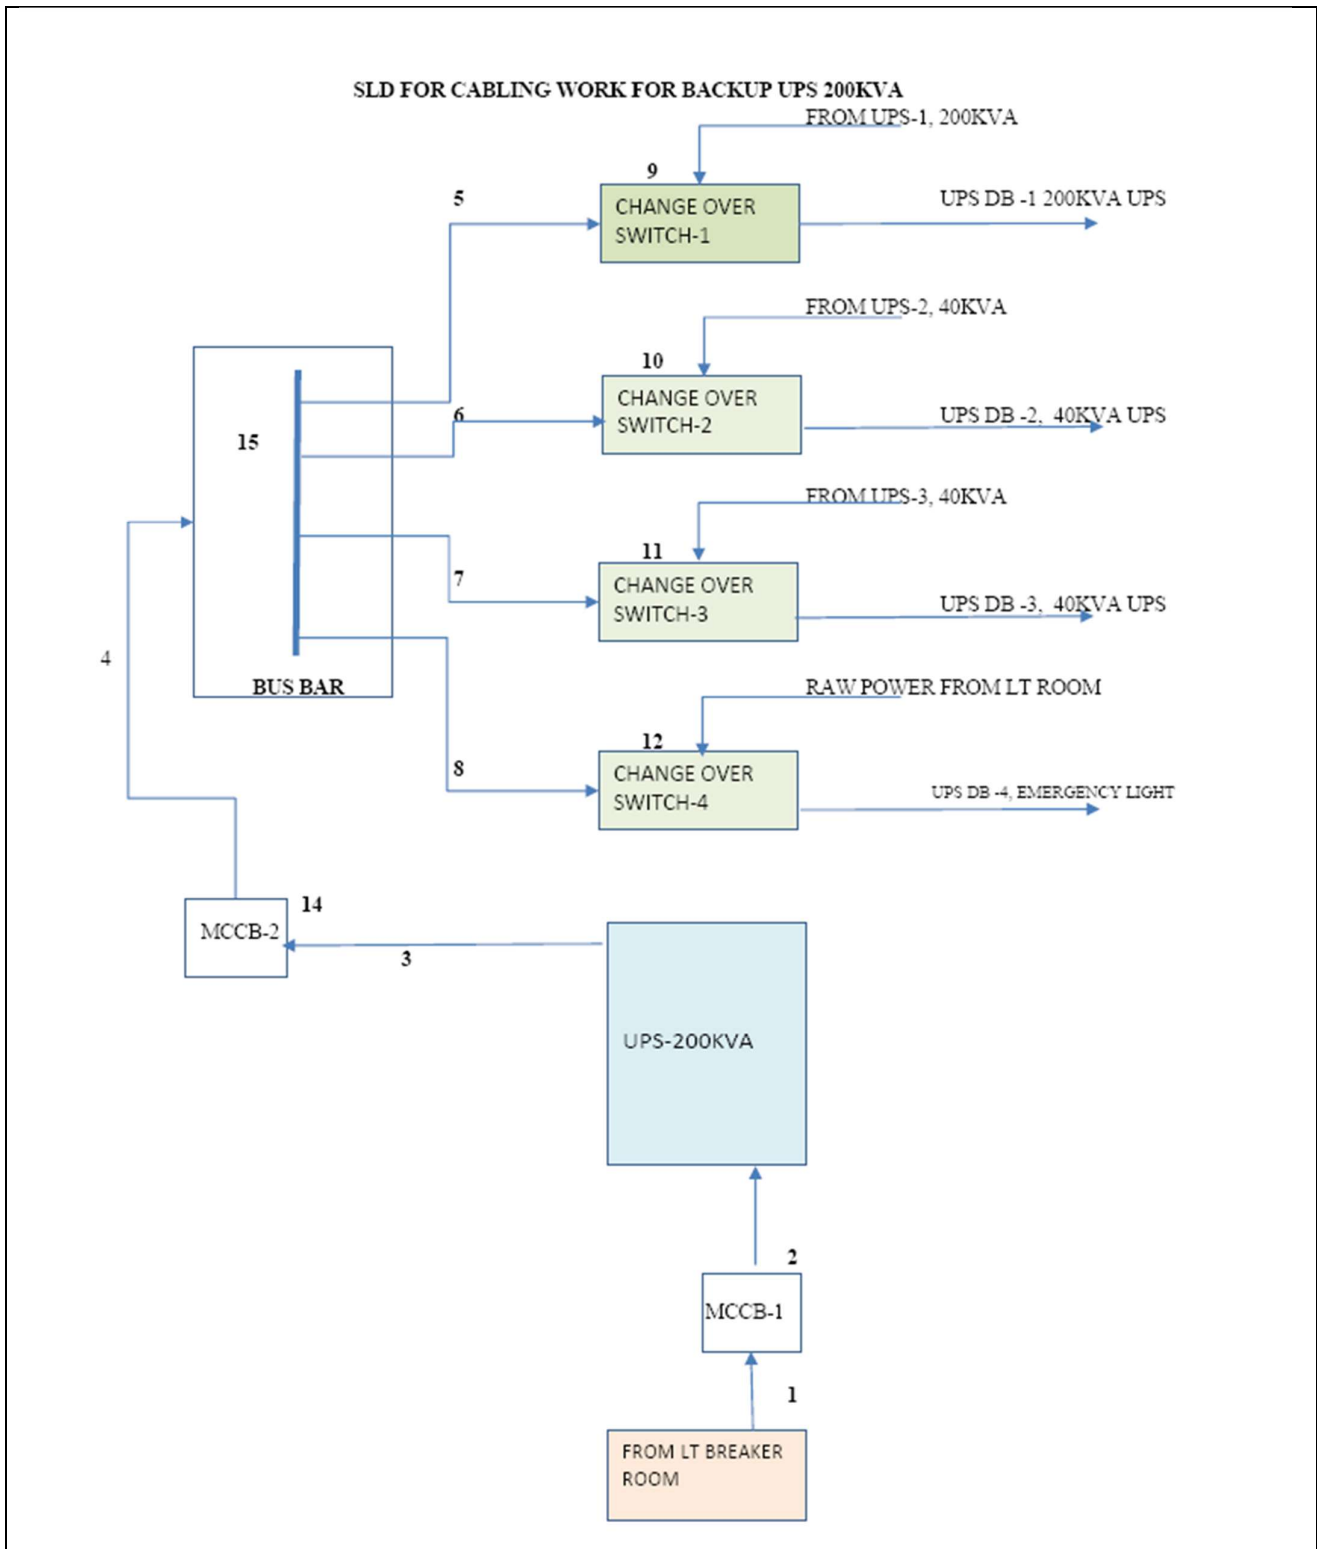 SLD FOR CABLING WORK FOR BACKUP UPS 200KVA
FROM UPS-1, 200KVA
9
5
CHANGE OVER
SWITCH-1
UPS DB -1 200KVA UPS
FROM UPS-2, 40KVA
10
6
CHANGE OVER
SWITCH-2
UPS DB -2, 40KVA UPS
15
FROM UPS-3, 40KVA
11
7
CHANGE OVER
SWITCH-3
UPS DB -3, 40KVA UPS
4
BUS BAR
RAW POWER FROM LT ROOM
12
8
CHANGE OVER
SWITCH-4
UPS DB -4, EMERGENCY LIGHT
14
MCCB-2
3
UPS-200KVA
2
MCCB-1
1
FROM LT BREAKER
ROOM